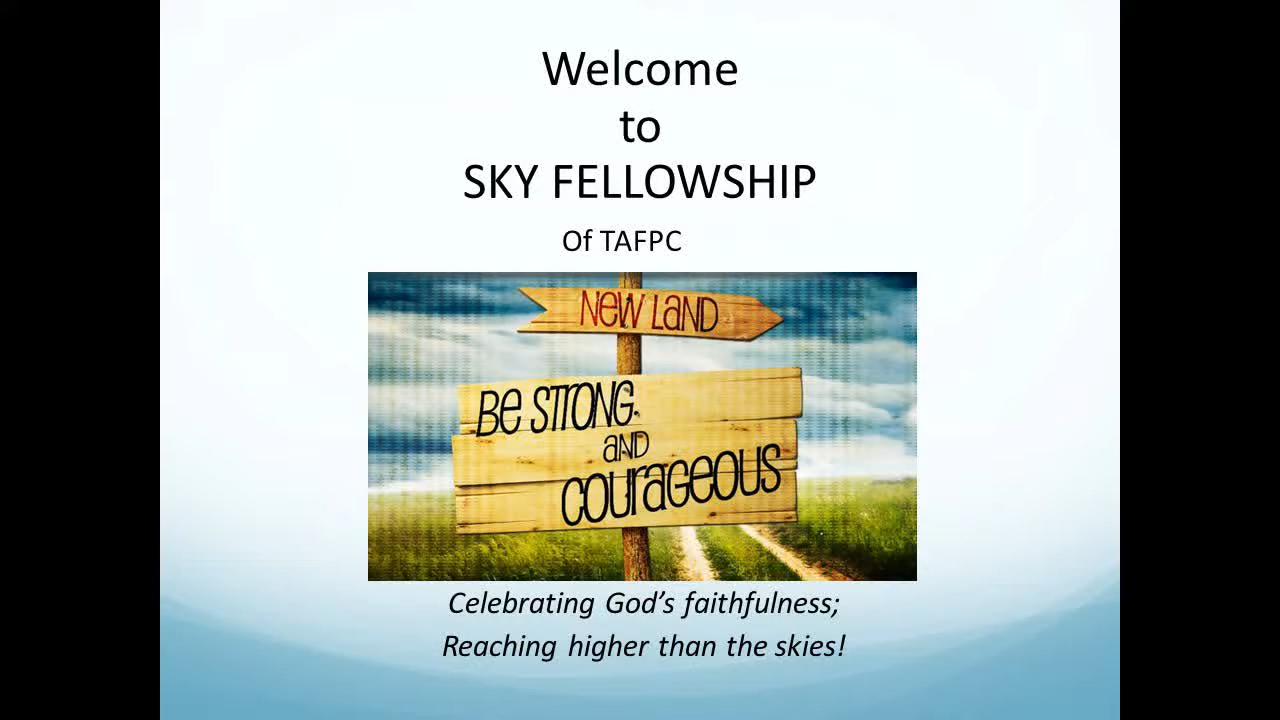 Welcome
to
SKY FELLOWSHIP
Of TAFPC
NEW LAND
BE STRONG.
AND
COURAGEOUS
Celebrating God's faithfulness;
Reaching higher than the skies!